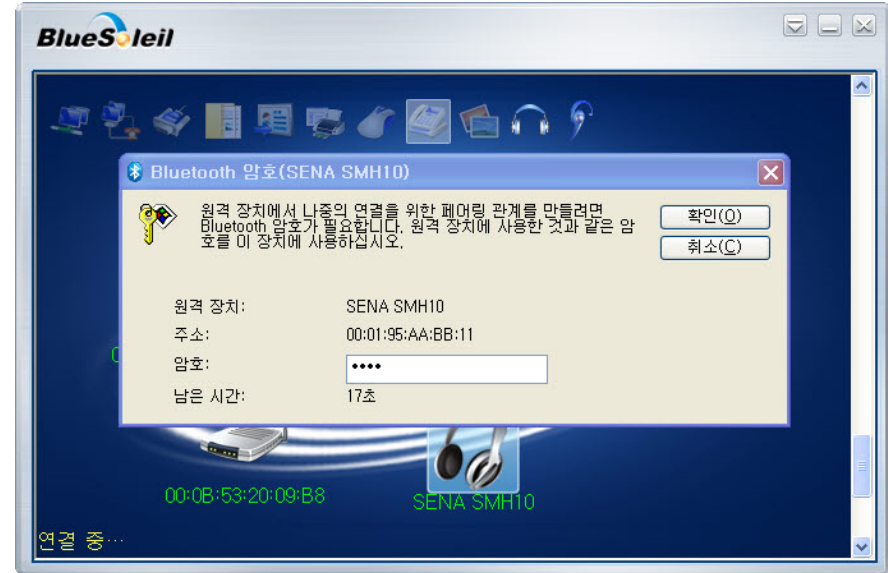 BlueSoleil
Bluetooth 암호(SENA SMH10)
원격 장치에서 나중의 연결을 위한 페어링 관계를 만들려면
Bluetooth 암호가 필요합니다. 원격 장치에 사용한 것과 같은 암
호를 이 장치에 사용하십시오.
확인(O)
취소(C)
원격 장치: SENA SMH10
주소: 00:01:95:AA:BB:11
암호: ••••
남은 시간: 17초
00:0B:53:20:09:B8
SENA SMH10
연결 중...